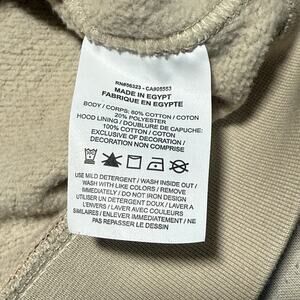 RN#56323 - CA#05553
MADE IN EGYPT
FABRIQUE EN EGYPTE
BODY / CORPS: 80% COTTON / COTON
20% POLYESTER
HOOD LINING / DOUBLURE DE CAPUCHE:
100% COTTON / COTON
EXCLUSIVE OF DECORATION /
DECORATION NON COMPRISE
USE MILD DETERGENT / WASH INSIDE OUT /
WASH WITH LIKE COLORS / REMOVE
IMMEDIATELY / DO NOT IRON DESIGN
UTILISER UN DETERGENT DOUX / LAVER A
L'ENVERS / LAVER AVEC COULEURS
SIMILAIRES / ENLEVER IMMEDIATEMENT / NE
PAS REPASSER LE DESSIN